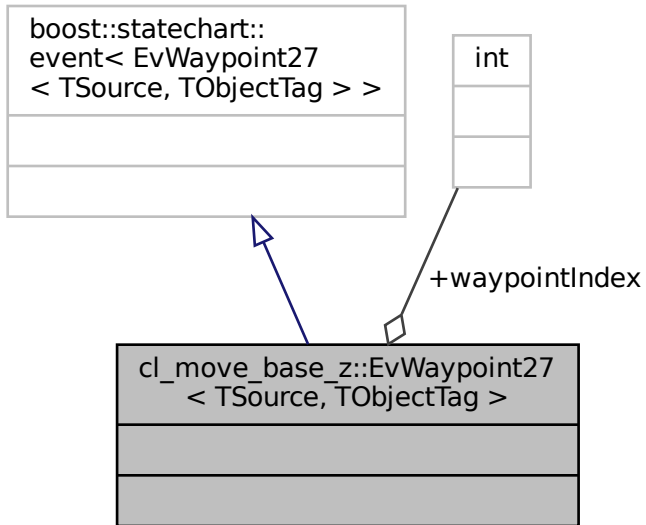 boost::statechart::
event< EvWaypoint27
< TSource, TObjectTag > >
int
+waypointIndex
cl_move_base_z::EvWaypoint27
< TSource, TObjectTag >